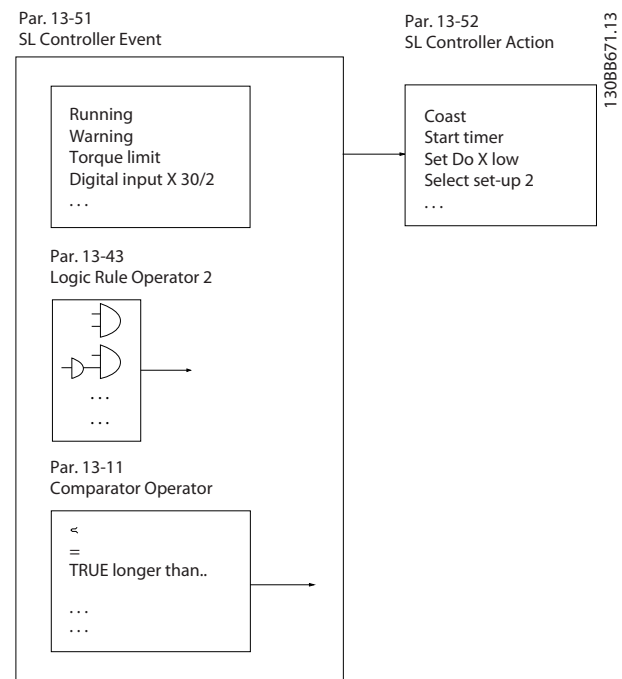 Par. 13-51
SL Controller Event
Par. 13-52
SL Controller Action
130BB671.13
Running
Warning
Torque limit
Digital input X 30/2
. . .
Coast
Start timer
Set Do X low
Select set-up 2
. . .
Par. 13-43
Logic Rule Operator 2
. . .
. . .
Par. 13-11
Comparator Operator
<
=
TRUE longer than..
. . .
. . .